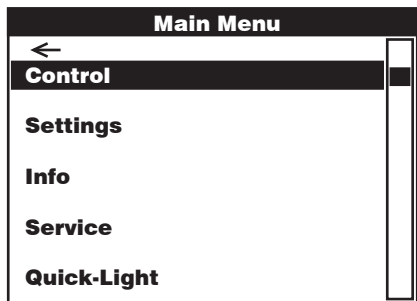 Main Menu
Control
Settings
Info
Service
Quick-Light